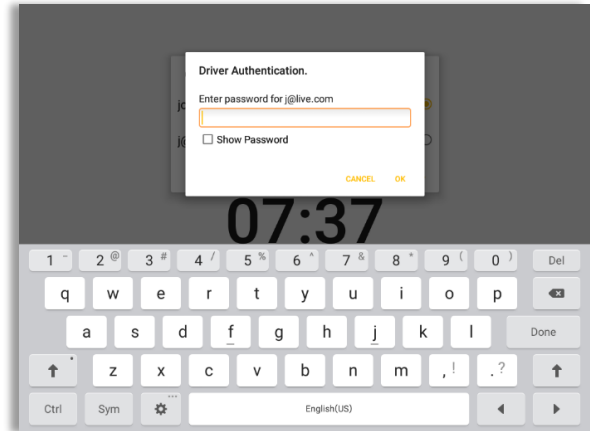 Driver Authentication.
Enter password for j@live.com
Show Password
CANCEL OK
07:37
1 - 2 @ 3 # 4 / 5 % 6 ^ 7 & 8 * 9 ( 0 ) Del
q w e r t y u i o p
a s d f g h j k l Done
z x c v b n m , ! . ?
Ctrl Sym English(US)